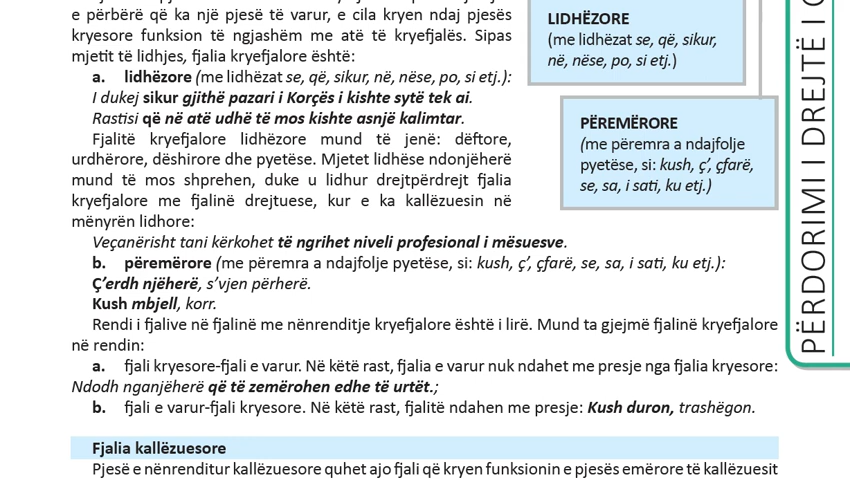 e përbërë që ka një pjesë të varur, e cila kryen ndaj pjesës
kryesore funksion të ngjashëm me atë të kryefjalës. Sipas
mjetit të lidhjes, fjalia kryefjalore është:
a. lidhëzore (me lidhëzat se, që, sikur, në, nëse, po, si etj.):
I dukej sikur gjithë pazari i Korçës i kishte sytë tek ai.
Rastisi që në atë udhë të mos kishte asnjë kalimtar.
Fjalitë kryefjalore lidhëzore mund të jenë: dëftore,
urdhërore, dëshirore dhe pyetëse. Mjetet lidhëse ndonjëherë
mund të mos shprehen, duke u lidhur drejtpërdrejt fjalia
kryefjalore me fjalinë drejtuese, kur e ka kallëzuesin në
mënyrën lidhore:
Veçanërisht tani kërkohet të ngrihet niveli profesional i mësuesve.
b. përemërore (me përemra a ndajfolje pyetëse, si: kush, ç’, çfarë, se, sa, i sati, ku etj.):
Ç’erdh njëherë, s’vjen përherë.
Kush mbjell, korr.
Rendi i fjalive në fjalinë me nënrenditje kryefjalore është i lirë. Mund ta gjejmë fjalinë kryefjalore
në rendin:
a. fjali kryesore-fjali e varur. Në këtë rast, fjalia e varur nuk ndahet me presje nga fjalia kryesore:
Ndodh nganjëherë që të zemërohen edhe të urtët.;
b. fjali e varur-fjali kryesore. Në këtë rast, fjalitë ndahen me presje: Kush duron, trashëgon.
Fjalia kallëzuesore
Pjesë e nënrenditur kallëzuesore quhet ajo fjali që kryen funksionin e pjesës emërore të kallëzuesit
LIDHËZORE
(me lidhëzat se, që, sikur,
në, nëse, po, si etj.)
PËREMËRORE
(me përemra a ndajfolje
pyetëse, si: kush, ç’, çfarë,
se, sa, i sati, ku etj.)
PËRDORIMI I DREJTË I